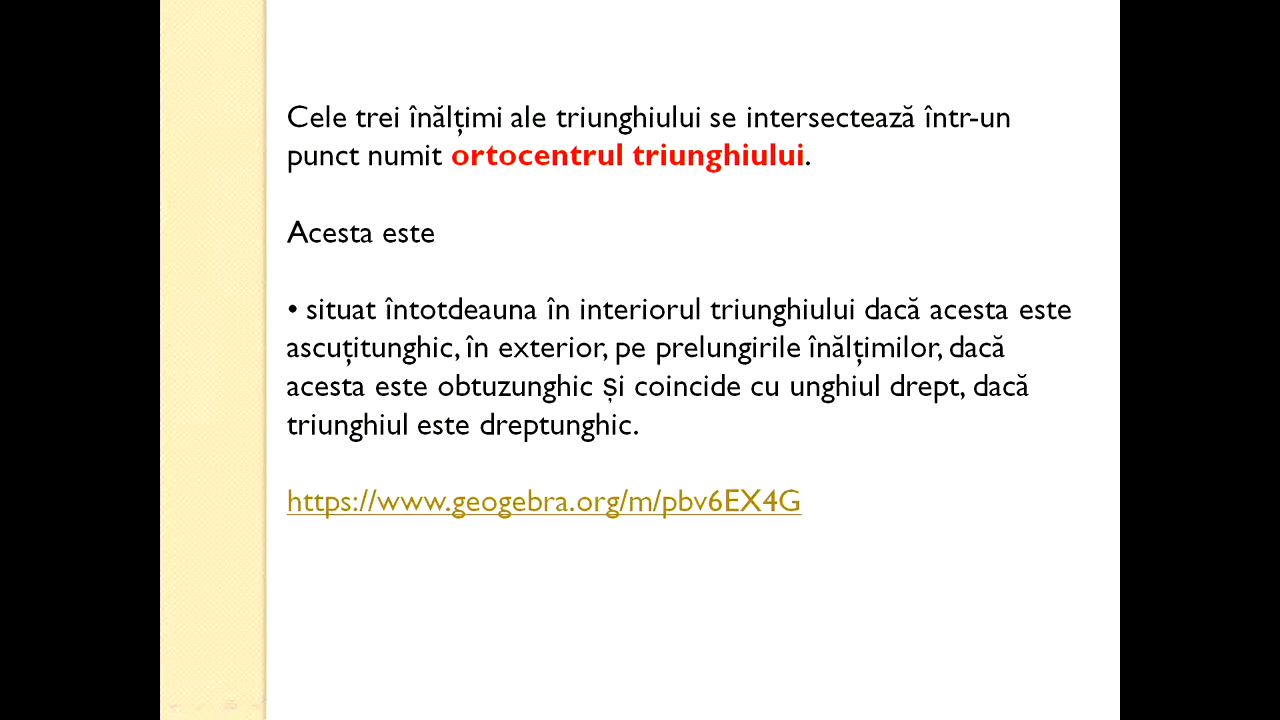 Cele trei înălțimi ale triunghiului se intersectează într-un
punct numit ortocentrul triunghiului.
Acesta este
• situat întotdeauna în interiorul triunghiului dacă acesta este
ascuțitunghic, în exterior, pe prelungirile înălțimilor, dacă
acesta este obtuzunghic și coincide cu unghiul drept, dacă
triunghiul este dreptunghic.
https://www.geogebra.org/m/pbv6EX4G